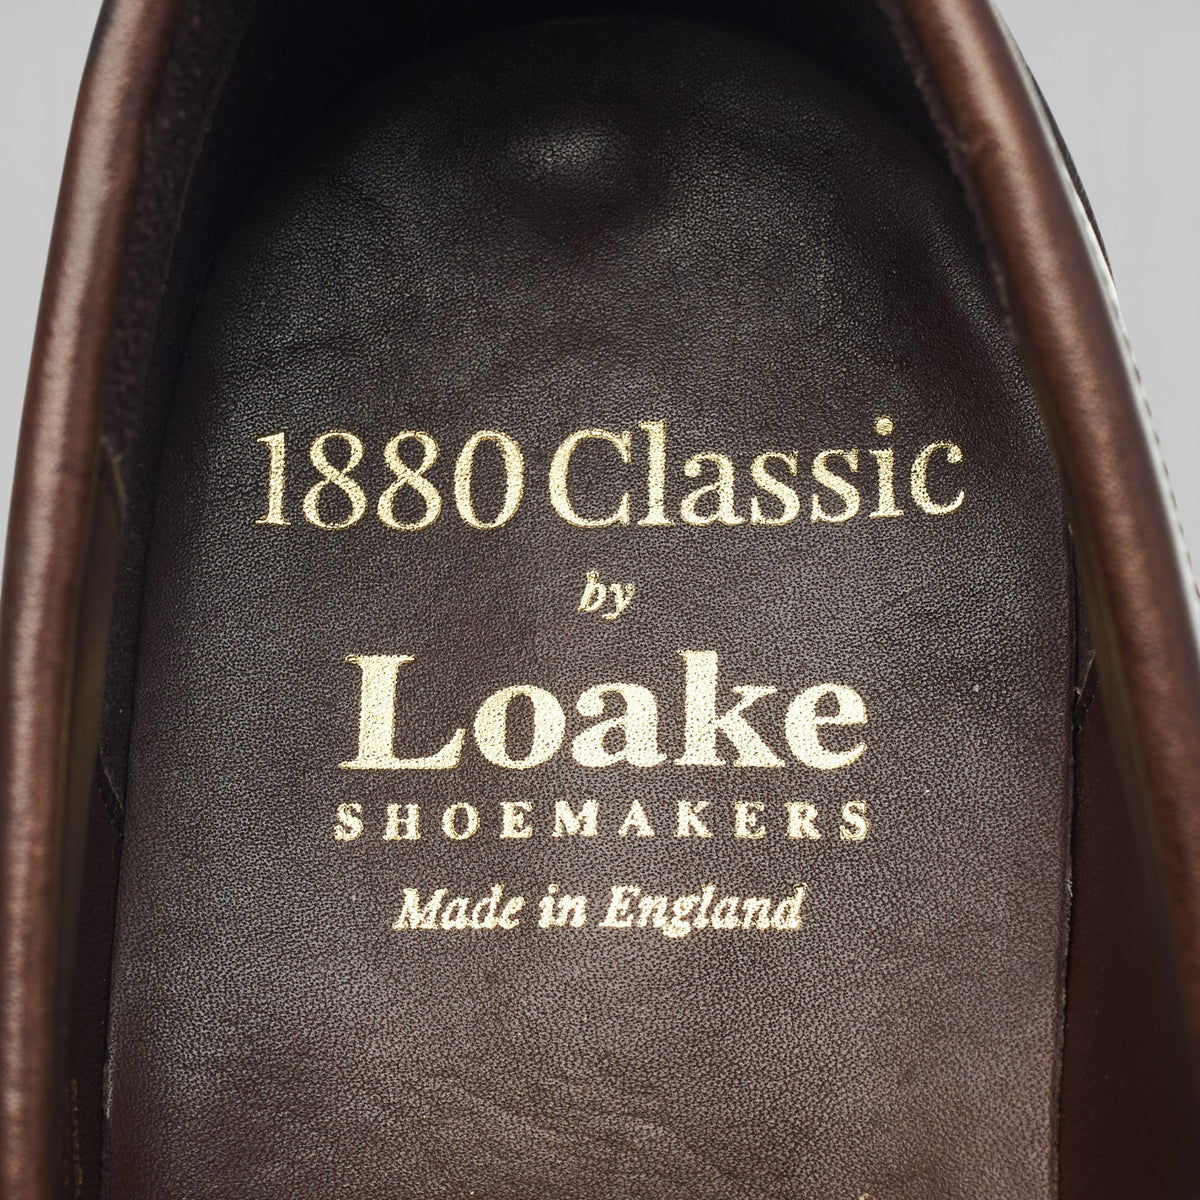 1880 Classic
by
Loake
SHOEMAKERS
Made in England